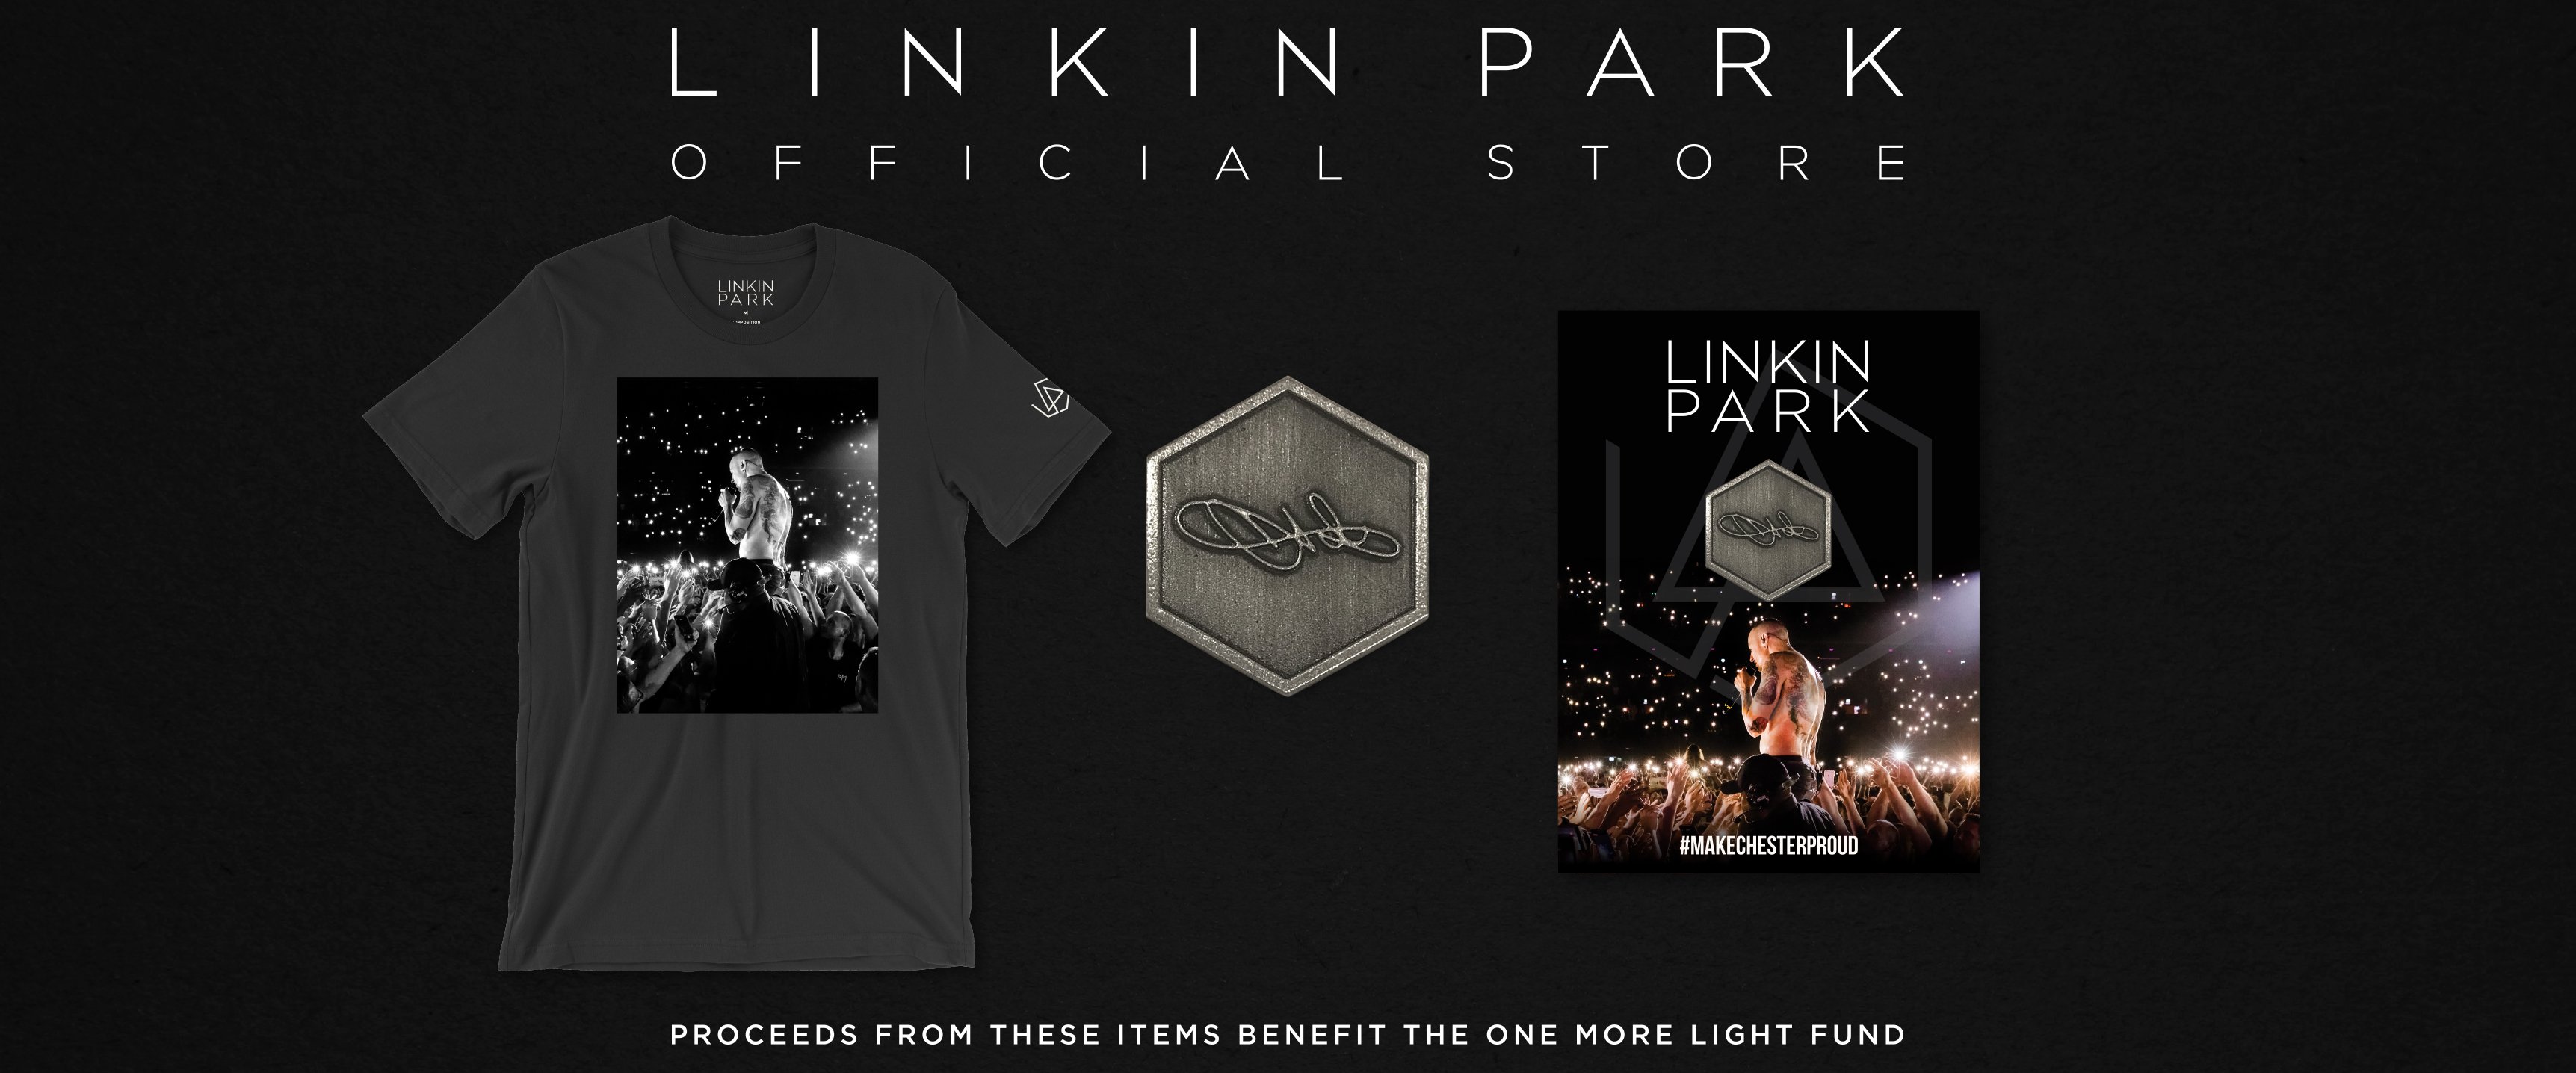 LINKIN PARK
OFFICIAL STORE
LINKIN
PARK
M
LINKIN
PARK
#MAKECHESTERPROUD
PROCEEDS FROM THESE ITEMS BENEFIT THE ONE MORE LIGHT FUND